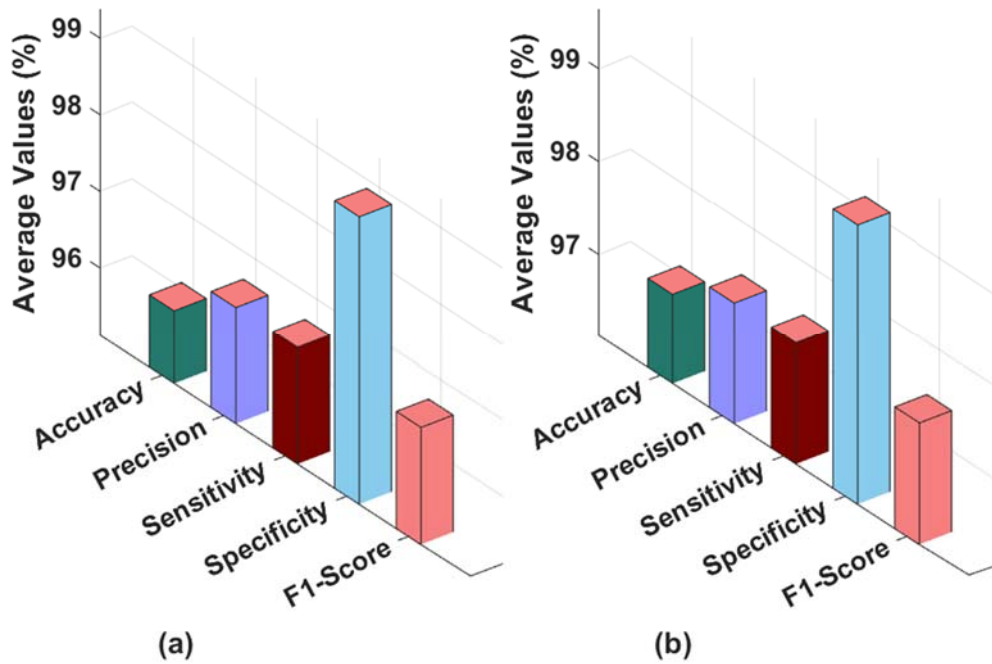 Average Values (%)
99
98
97
96
Accuracy
Precision
Sensitivity
Specificity
F1-Score
(a)
Average Values (%)
99
98
97
Accuracy
Precision
Sensitivity
Specificity
F1-Score
(b)